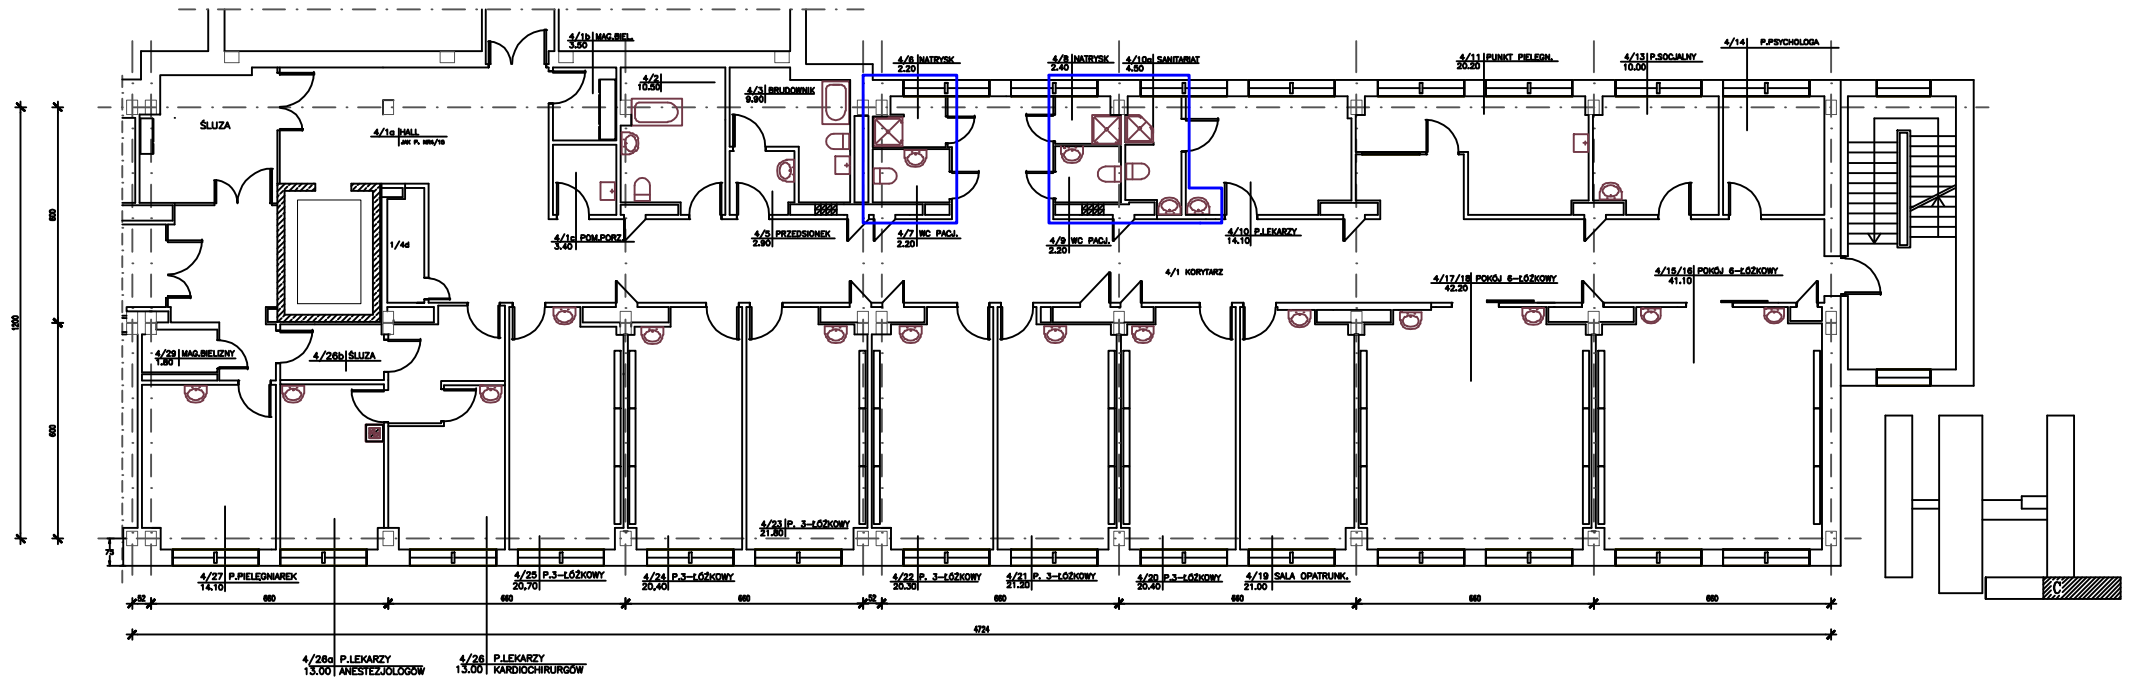 4/1b MAG.BIEL.
3.50
4/2
10.50
4/3 BRUDOWNIK
9.90
4/6 NATRYSK
2.20
4/8 NATRYSK
2.40
4/10a SANITARIAT
4.50
4/11 PUNKT PIELEGN.
20.20
4/13 P.SOCJALNY
10.00
4/14 P.PSYCHOLOGA
ŚLUZA
4/1a HALL
1/4d
4/1c POM.PORZ.
3.40
4/5 PRZEDSIONEK
2.90
4/7 WC PACJ.
2.20
4/9 WC PACJ.
2.20
4/10 P.LEKARZY
14.10
4/1 KORYTARZ
4/17/18 POKÓJ 6-ŁÓŻKOWY
42.20
4/15/16 POKÓJ 6-ŁÓŻKOWY
41.10
600
1200
600
75
4/29 MAG.BIELIZNY
1.80
4/26b ŚLUZA
4/23 P. 3-ŁÓŻKOWY
21.80
4/27 P.PIELĘGNIAREK
14.10
4/25 P.3-ŁÓŻKOWY
20,70
4/24 P.3-ŁÓŻKOWY
20,40
4/22 P. 3-ŁÓŻKOWY
20.30
4/21 P. 3-ŁÓŻKOWY
21.20
4/20 P.3-ŁÓŻKOWY
20.40
4/19 SALA OPATRUNK.
21.00
C
52 660 660 660 52 660 660 660 660
4724
4/26a P.LEKARZY
13.00 ANESTEZJOLOGÓW
4/26 P.LEKARZY
13.00 KARDIOCHIRURGÓW